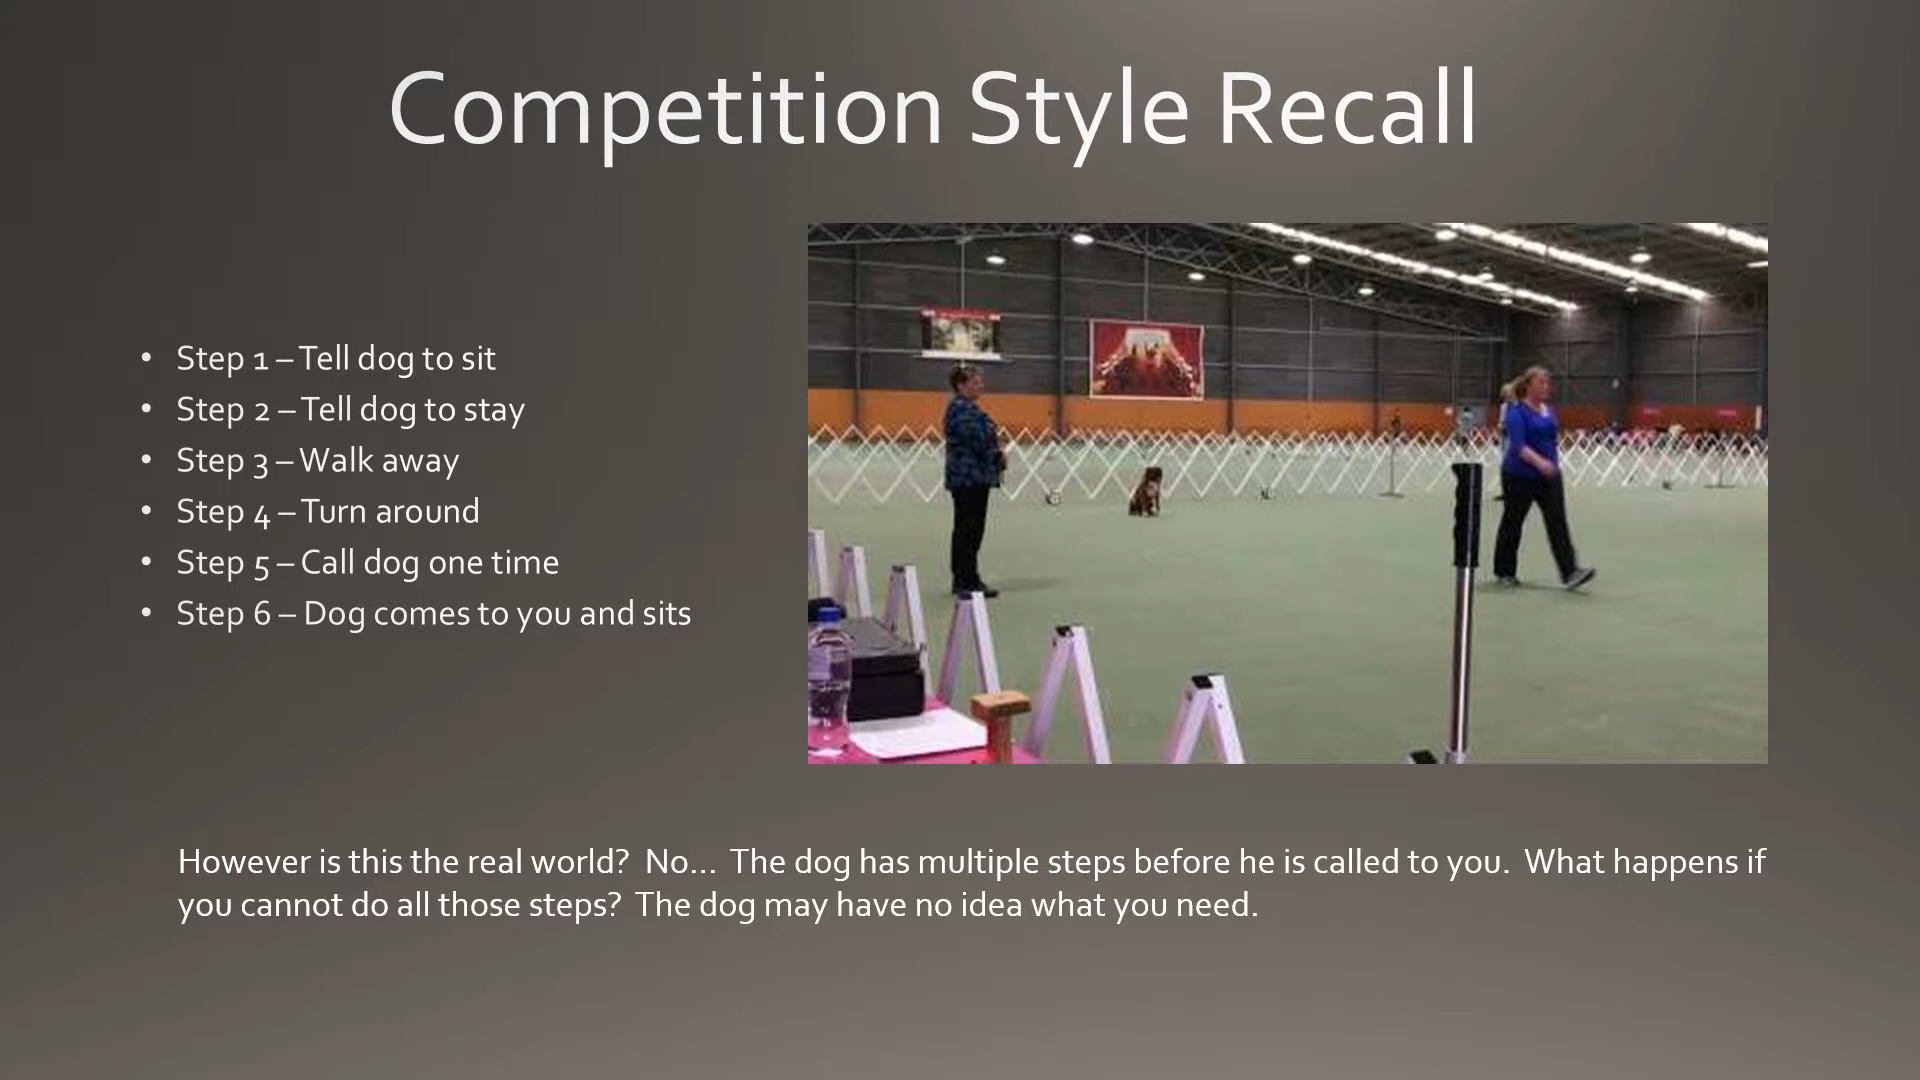 Competition Style Recall
• Step 1 – Tell dog to sit
• Step 2 – Tell dog to stay
• Step 3 – Walk away
• Step 4 – Turn around
• Step 5 – Call dog one time
• Step 6 – Dog comes to you and sits
However is this the real world?  No...  The dog has multiple steps before he is called to you.  What happens if
you cannot do all those steps?  The dog may have no idea what you need.